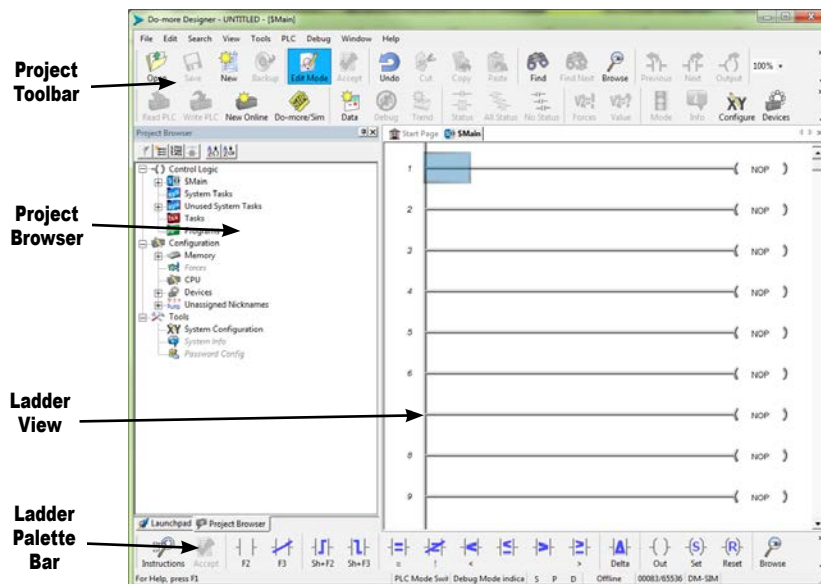 Do-more Designer - UNTITLED - [$Main]
File Edit Search View Tools PLC Debug Window Help
Project Toolbar
Open Save New Backup Edit Mode Accept Undo Cut Copy Paste Find Find Next Browse Previous Next Output 100%
Read PLC Write PLC New Online Do-more/Sim Data Debug Trend Status All Status No Status Forces Value Mode Info Configure Devices
Project Browser
Start Page $Main
Project Browser
Control Logic
$Main
System Tasks
Unused System Tasks
Tasks
Programs
Configuration
Memory
Forces
CPU
Devices
Unassigned Nicknames
Tools
XY System Configuration
System Info
Password Config
1 NOP
2 NOP
3 NOP
4 NOP
5 NOP
6 NOP
NOP
8 NOP
9 NOP
Ladder View
Launchpad Project Browser
Ladder Palette Bar
Instructions Accept F2 F3 Sh+F2 Sh+F3 = ! < > Delta Out Set Reset Browse
For Help, press F1 PLC Mode Swit Debug Mode indica S P D Offline 00083/65536 DM-SIM